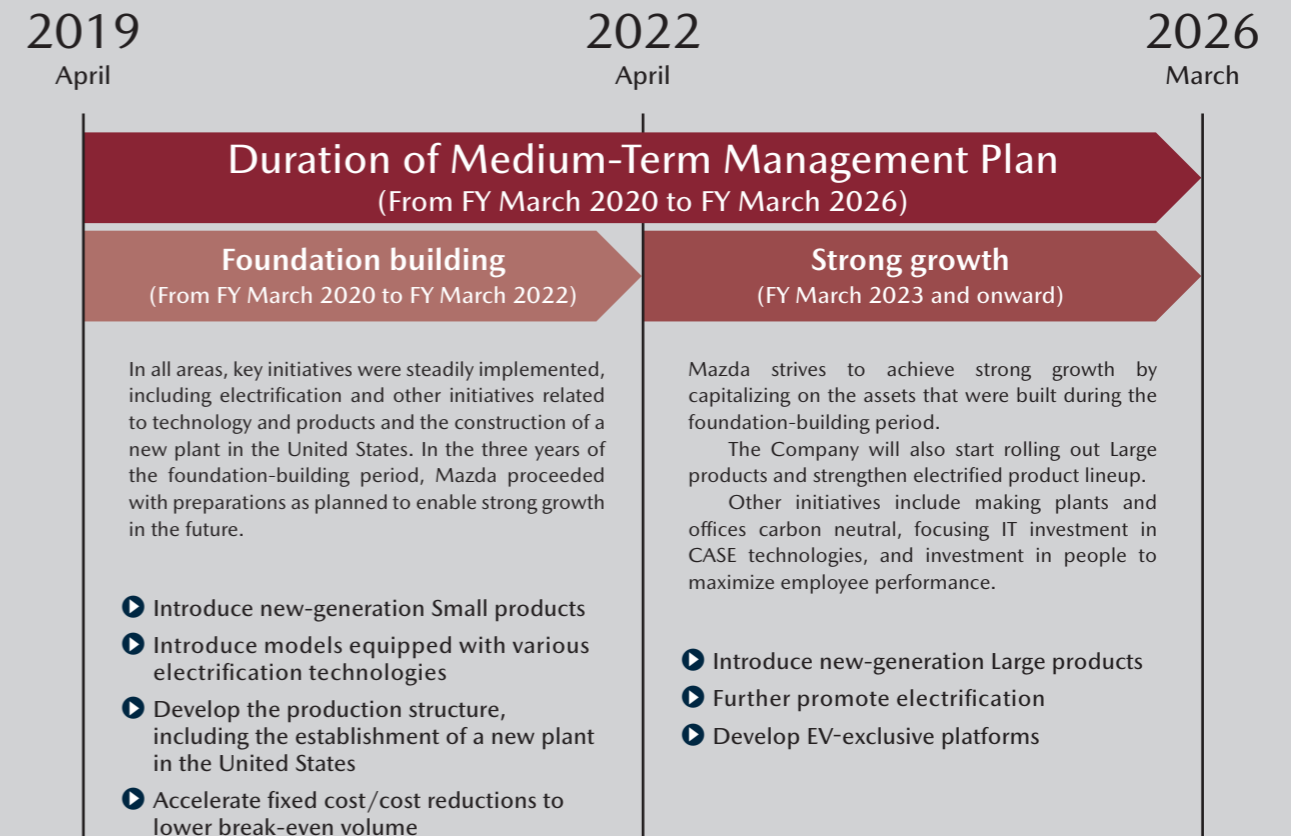 2019
April
2022
April
2026
March
Duration of Medium-Term Management Plan
(From FY March 2020 to FY March 2026)
Foundation building
(From FY March 2020 to FY March 2022)
In all areas, key initiatives were steadily implemented,
including electrification and other initiatives related
to technology and products and the construction of a
new plant in the United States. In the three years of
the foundation-building period, Mazda proceeded
with preparations as planned to enable strong growth
in the future.
Introduce new-generation Small products
Introduce models equipped with various
electrification technologies
Develop the production structure,
including the establishment of a new plant
in the United States
Accelerate fixed cost/cost reductions to
lower break-even volume
Strong growth
(FY March 2023 and onward)
Mazda strives to achieve strong growth by
capitalizing on the assets that were built during the
foundation-building period.
The Company will also start rolling out Large
products and strengthen electrified product lineup.
Other initiatives include making plants and
offices carbon neutral, focusing IT investment in
CASE technologies, and investment in people to
maximize employee performance.
Introduce new-generation Large products
Further promote electrification
Develop EV-exclusive platforms